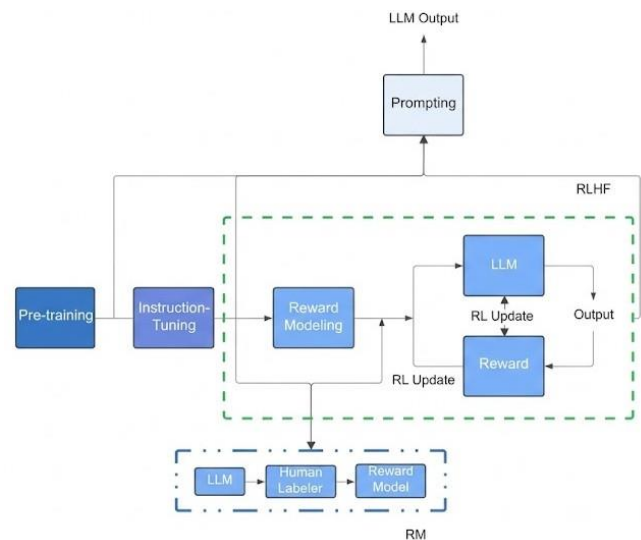 LLM Output
Prompting
RLHF
LLM
Pre-training
Instruction-
Tuning
Reward
Modeling
RL Update
Output
RL Update
Reward
LLM
Human
Labeler
Reward
Model
RM